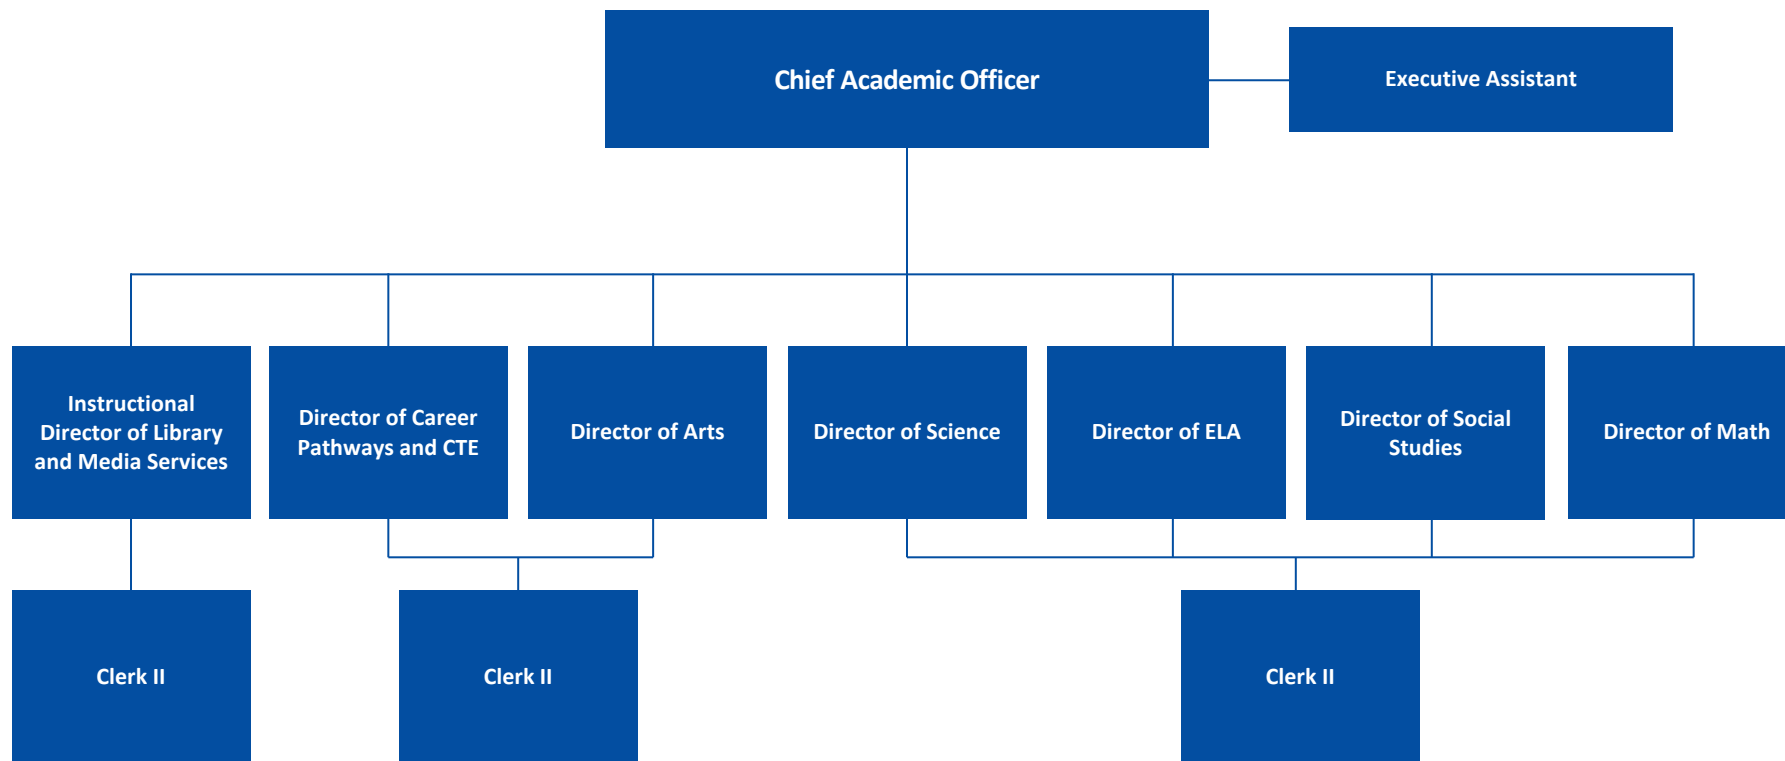 Chief Academic Officer
Executive Assistant
Instructional
Director of Library
and Media Services
Director of Career
Pathways and CTE
Director of Arts
Director of Science
Director of ELA
Director of Social
Studies
Director of Math
Clerk II
Clerk II
Clerk II